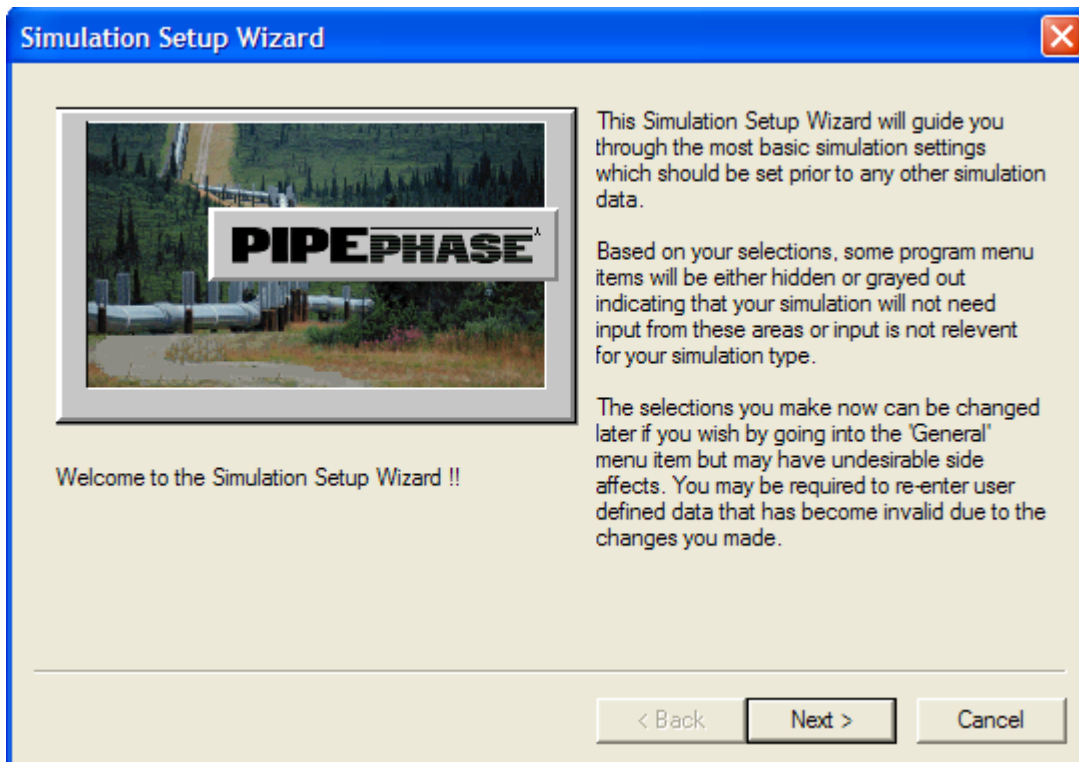 Simulation Setup Wizard
PIPEPHASE
This Simulation Setup Wizard will guide you
through the most basic simulation settings
which should be set prior to any other simulation
data.
Based on your selections, some program menu
items will be either hidden or grayed out
indicating that your simulation will not need
input from these areas or input is not relevent
for your simulation type.
The selections you make now can be changed
later if you wish by going into the 'General'
menu item but may have undesirable side
affects. You may be required to re-enter user
defined data that has become invalid due to the
changes you made.
Welcome to the Simulation Setup Wizard !!
< Back
Next >
Cancel